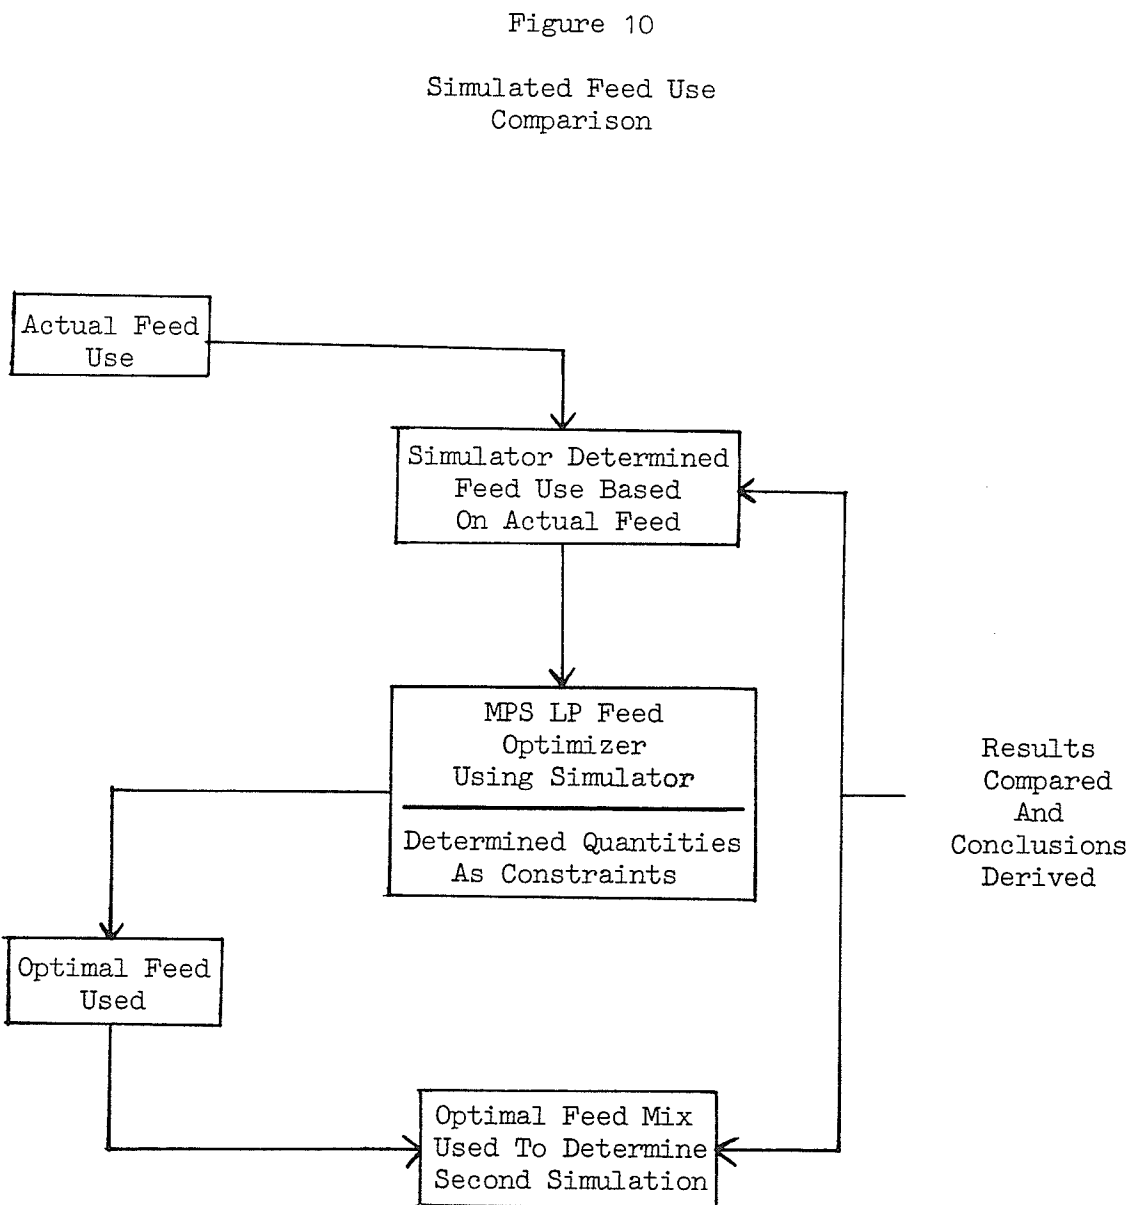 Figure 10
Simulated Feed Use
Comparison
Actual Feed
Use
Simulator Determined
Feed Use Based
On Actual Feed
MPS LP Feed
Optimizer
Using Simulator
Determined Quantities
As Constraints
Results
Compared
And
Conclusions
Derived
Optimal Feed
Used
Optimal Feed Mix
Used To Determine
Second Simulation